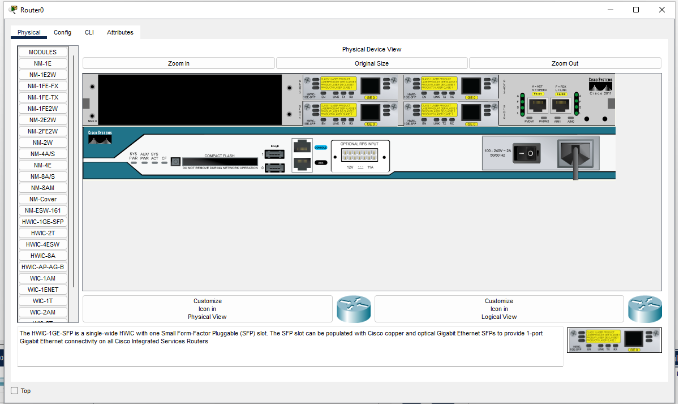 Router0
Physical Config CLI Attributes
MODULES
NM-1E
NM-1E2W
NM-1FE-FX
NM-1FE-TX
NM-1FE2W
NM-2E2W
NM-2FE2W
NM-2W
NM-4A/S
NM-4E
NM-8A/S
NM-8AM
NM-Cover
NM-ESW-161
HWIC-1GE-SFP
HWIC-2T
HWIC-4ESW
HWIC-8A
HWIC-AP-AG-B
WIC-1AM
WIC-1ENET
WIC-1T
WIC-2AM
Physical Device View
Zoom In Original Size Zoom Out
COMPACT FLASH
DO NOT REMOVE DURING NETWORK OPERATION
OPTIONAL RPS INPUT
Customize
Icon in
Physical View
Customize
Icon in
Logical View
The HWIC-1GE-SFP is a single-wide HWIC with one Small Form-Factor Pluggable (SFP) slot. The SFP slot can be populated with Cisco copper and optical Gigabit Ethernet SFPs to provide 1-port
Gigabit Ethernet connectivity on all Cisco Integrated Services Routers
Top